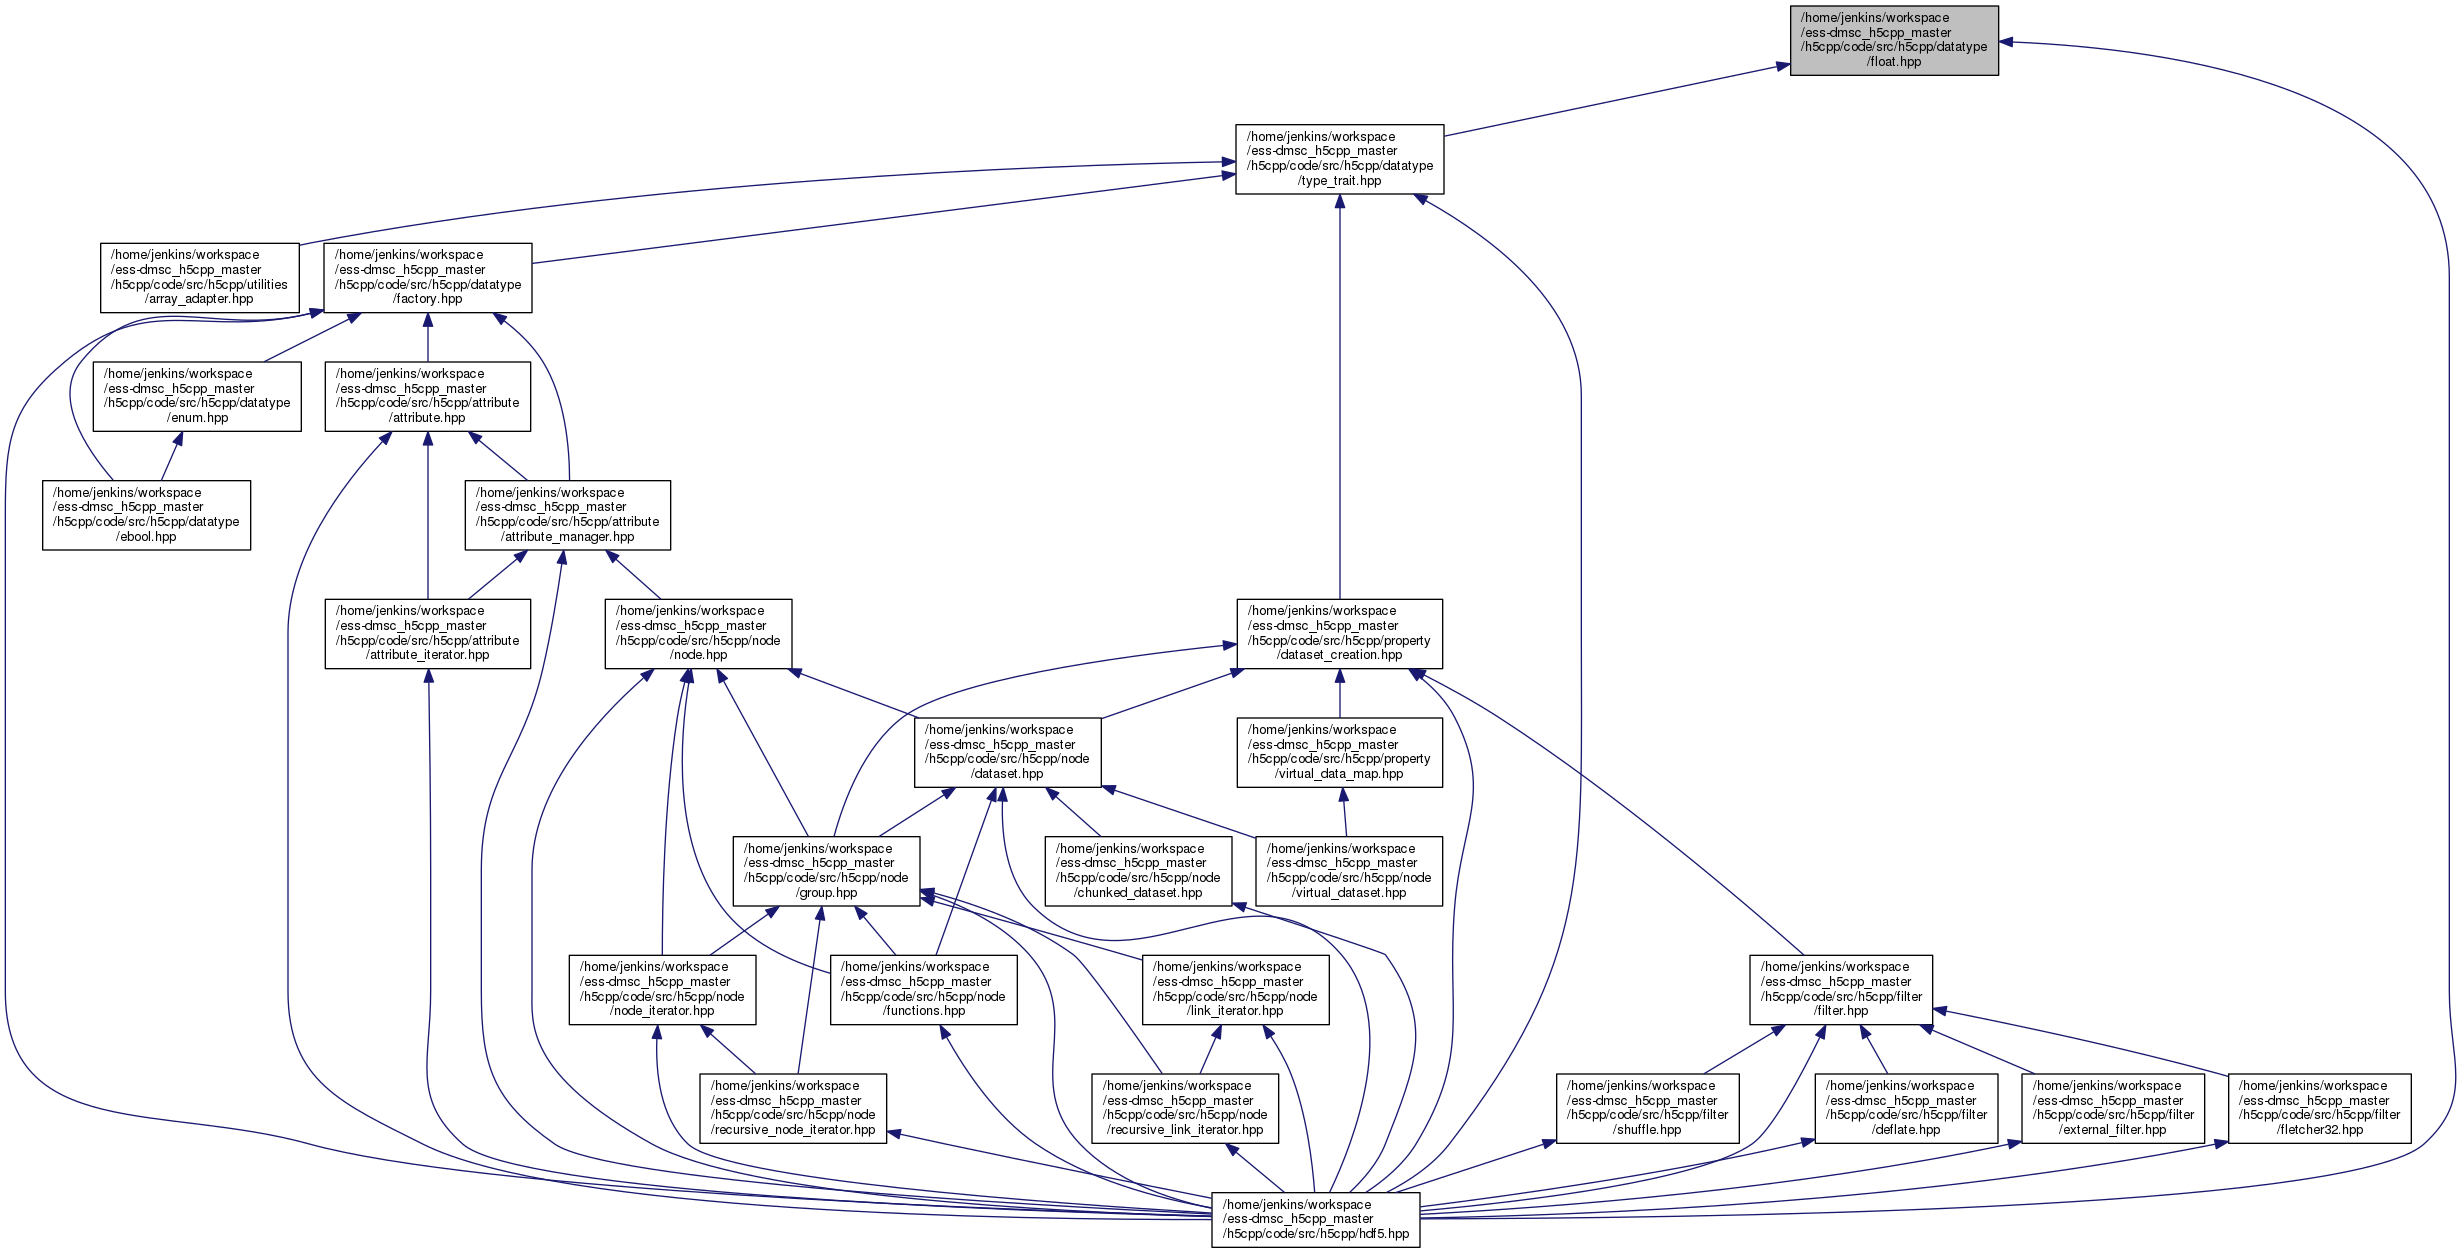 /home/jenkins/workspace
/ess-dmsc_h5cpp_master
/h5cpp/code/src/h5cpp/datatype
/float.hpp
/home/jenkins/workspace
/ess-dmsc_h5cpp_master
/h5cpp/code/src/h5cpp/datatype
/type_trait.hpp
/home/jenkins/workspace
/ess-dmsc_h5cpp_master
/h5cpp/code/src/h5cpp/utilities
/array_adapter.hpp
/home/jenkins/workspace
/ess-dmsc_h5cpp_master
/h5cpp/code/src/h5cpp/datatype
/factory.hpp
/home/jenkins/workspace
/ess-dmsc_h5cpp_master
/h5cpp/code/src/h5cpp/datatype
/enum.hpp
/home/jenkins/workspace
/ess-dmsc_h5cpp_master
/h5cpp/code/src/h5cpp/attribute
/attribute.hpp
/home/jenkins/workspace
/ess-dmsc_h5cpp_master
/h5cpp/code/src/h5cpp/datatype
/ebool.hpp
/home/jenkins/workspace
/ess-dmsc_h5cpp_master
/h5cpp/code/src/h5cpp/attribute
/attribute_manager.hpp
/home/jenkins/workspace
/ess-dmsc_h5cpp_master
/h5cpp/code/src/h5cpp/attribute
/attribute_iterator.hpp
/home/jenkins/workspace
/ess-dmsc_h5cpp_master
/h5cpp/code/src/h5cpp/node
/node.hpp
/home/jenkins/workspace
/ess-dmsc_h5cpp_master
/h5cpp/code/src/h5cpp/property
/dataset_creation.hpp
/home/jenkins/workspace
/ess-dmsc_h5cpp_master
/h5cpp/code/src/h5cpp/node
/dataset.hpp
/home/jenkins/workspace
/ess-dmsc_h5cpp_master
/h5cpp/code/src/h5cpp/property
/virtual_data_map.hpp
/home/jenkins/workspace
/ess-dmsc_h5cpp_master
/h5cpp/code/src/h5cpp/node
/group.hpp
/home/jenkins/workspace
/ess-dmsc_h5cpp_master
/h5cpp/code/src/h5cpp/node
/chunked_dataset.hpp
/home/jenkins/workspace
/ess-dmsc_h5cpp_master
/h5cpp/code/src/h5cpp/node
/virtual_dataset.hpp
/home/jenkins/workspace
/ess-dmsc_h5cpp_master
/h5cpp/code/src/h5cpp/node
/node_iterator.hpp
/home/jenkins/workspace
/ess-dmsc_h5cpp_master
/h5cpp/code/src/h5cpp/node
/functions.hpp
/home/jenkins/workspace
/ess-dmsc_h5cpp_master
/h5cpp/code/src/h5cpp/node
/link_iterator.hpp
/home/jenkins/workspace
/ess-dmsc_h5cpp_master
/h5cpp/code/src/h5cpp/filter
/filter.hpp
/home/jenkins/workspace
/ess-dmsc_h5cpp_master
/h5cpp/code/src/h5cpp/node
/recursive_node_iterator.hpp
/home/jenkins/workspace
/ess-dmsc_h5cpp_master
/h5cpp/code/src/h5cpp/node
/recursive_link_iterator.hpp
/home/jenkins/workspace
/ess-dmsc_h5cpp_master
/h5cpp/code/src/h5cpp/filter
/shuffle.hpp
/home/jenkins/workspace
/ess-dmsc_h5cpp_master
/h5cpp/code/src/h5cpp/filter
/deflate.hpp
/home/jenkins/workspace
/ess-dmsc_h5cpp_master
/h5cpp/code/src/h5cpp/filter
/external_filter.hpp
/home/jenkins/workspace
/ess-dmsc_h5cpp_master
/h5cpp/code/src/h5cpp/filter
/fletcher32.hpp
/home/jenkins/workspace
/ess-dmsc_h5cpp_master
/h5cpp/code/src/h5cpp/hdf5.hpp